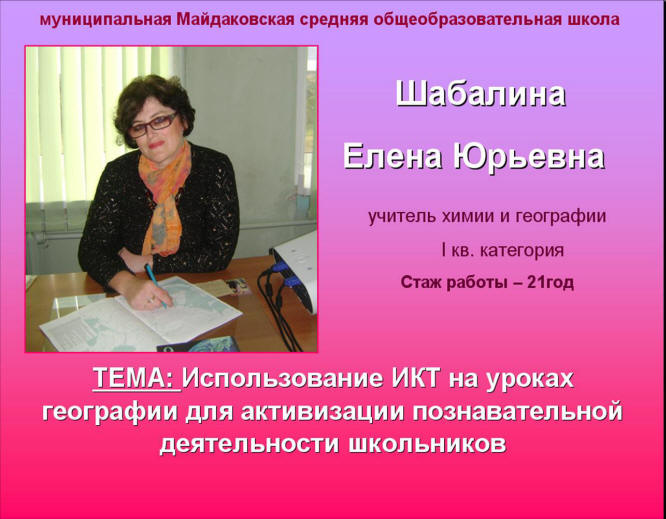 муниципальная Майдаковская средняя общеобразовательная школа
Шабалина
Елена Юрьевна
учитель химии и географии
I кв. категория
Стаж работы – 21год
ТЕМА: Использование ИКТ на уроках
географии для активизации познавательной
деятельности школьников